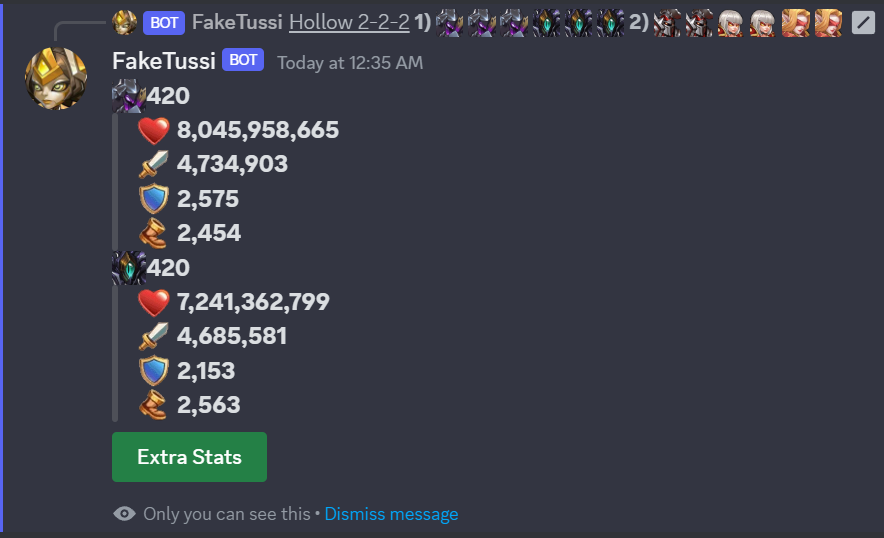 BOT FakeTussi Hollow 2-2-2 1) 2)
FakeTussi BOT Today at 12:35 AM
420
8,045,958,665
4,734,903
2,575
2,454
420
7,241,362,799
4,685,581
2,153
2,563
Extra Stats
Only you can see this • Dismiss message